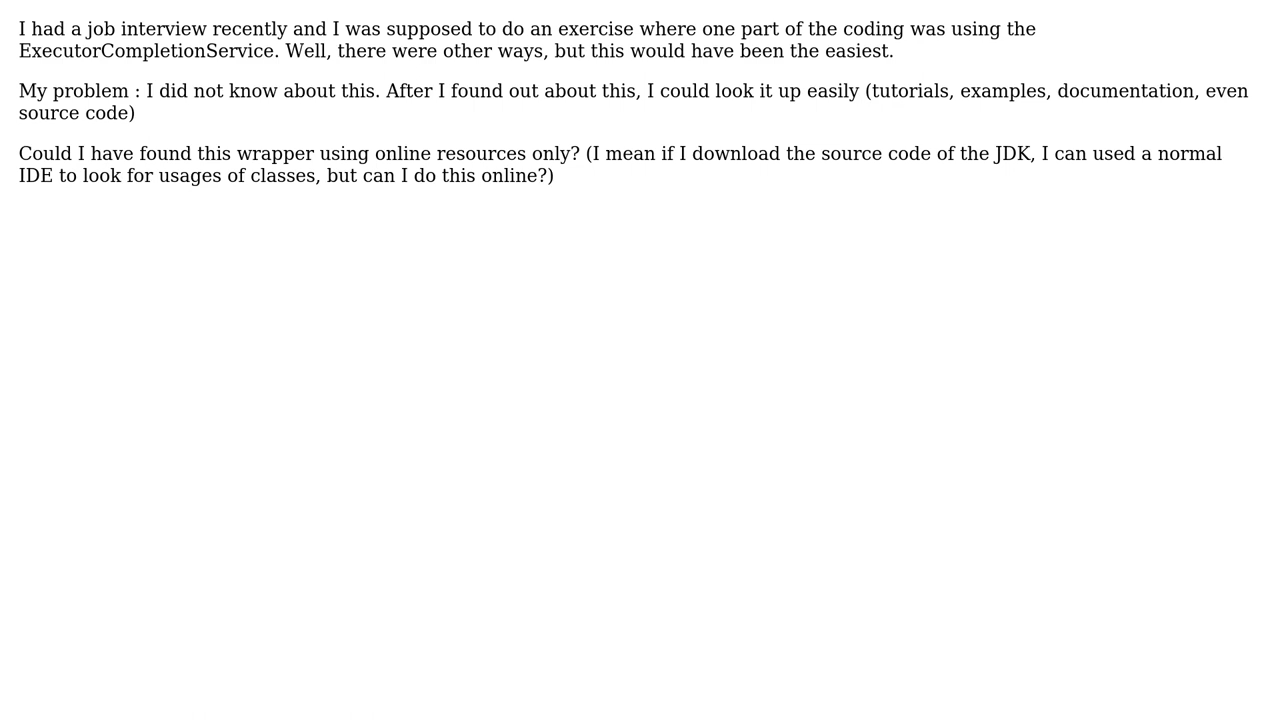 I had a job interview recently and I was supposed to do an exercise where one part of the coding was using the
ExecutorCompletionService. Well, there were other ways, but this would have been the easiest.
My problem : I did not know about this. After I found out about this, I could look it up easily (tutorials, examples, documentation, even
source code)
Could I have found this wrapper using online resources only? (I mean if I download the source code of the JDK, I can used a normal
IDE to look for usages of classes, but can I do this online?)